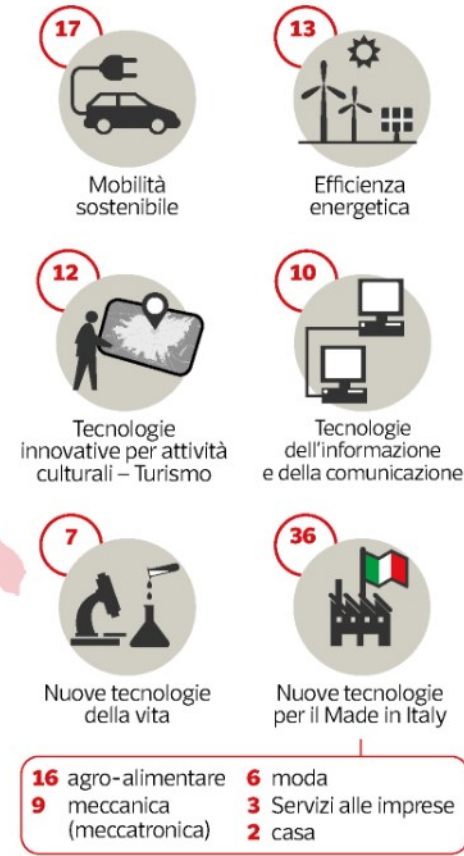 17
Mobilità
sostenibile
13
Efficienza
energetica
12
Tecnologie
innovative per attività
culturali – Turismo
10
Tecnologie
dell'informazione
e della comunicazione
7
Nuove tecnologie
della vita
36
Nuove tecnologie
per il Made in Italy
16 agro-alimentare
9 meccanica
(meccatronica)
6 moda
3 Servizi alle imprese
2 casa